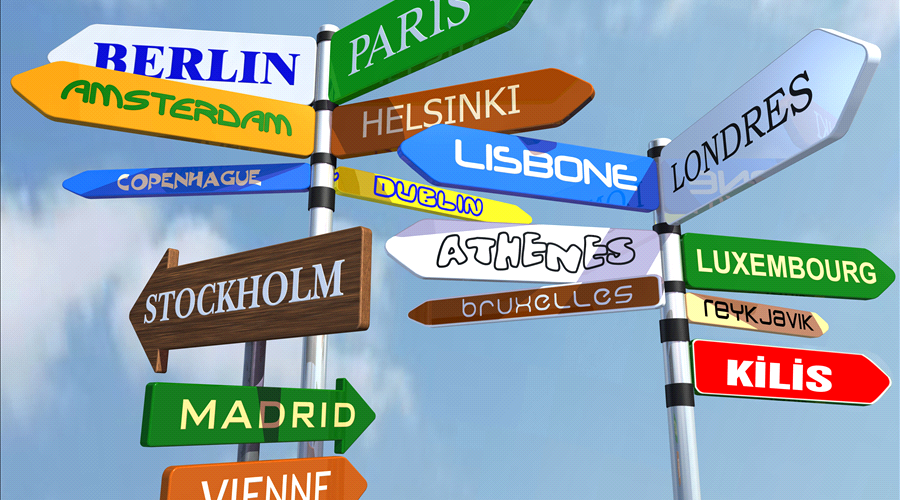 PARIS
BERLIN
AMSTERDAM
HELSINKI
LONDRES
LISBONE
COPENHAGUE
DUBLIN
ATHENES
LUXEMBOURG
STOCKHOLM
bruxelles
reykjavik
KİLİS
MADRID
VIENNE